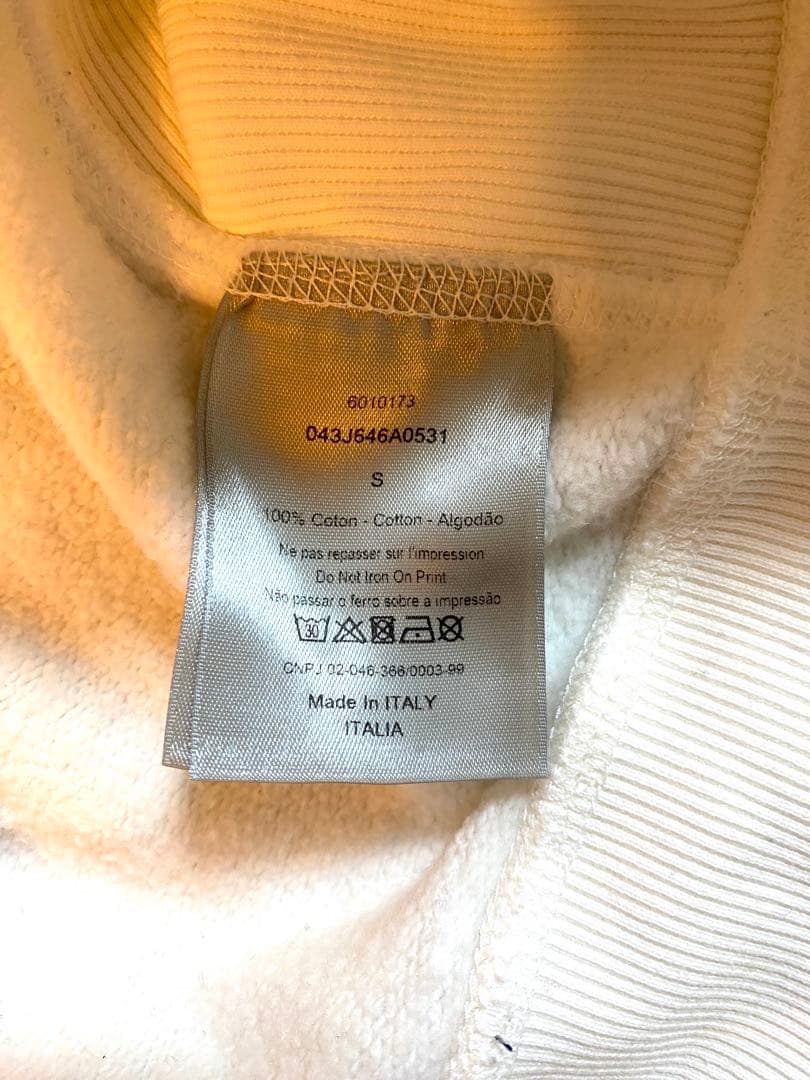 6010173
043J646A0531
S
100% Coton - Cotton - Algodão
Ne pas repasser sur l'impression
Do Not Iron On Print
Não passar o ferro sobre a impressão
30
CNPJ 02-046-366/0003-99
Made In ITALY
ITALIA